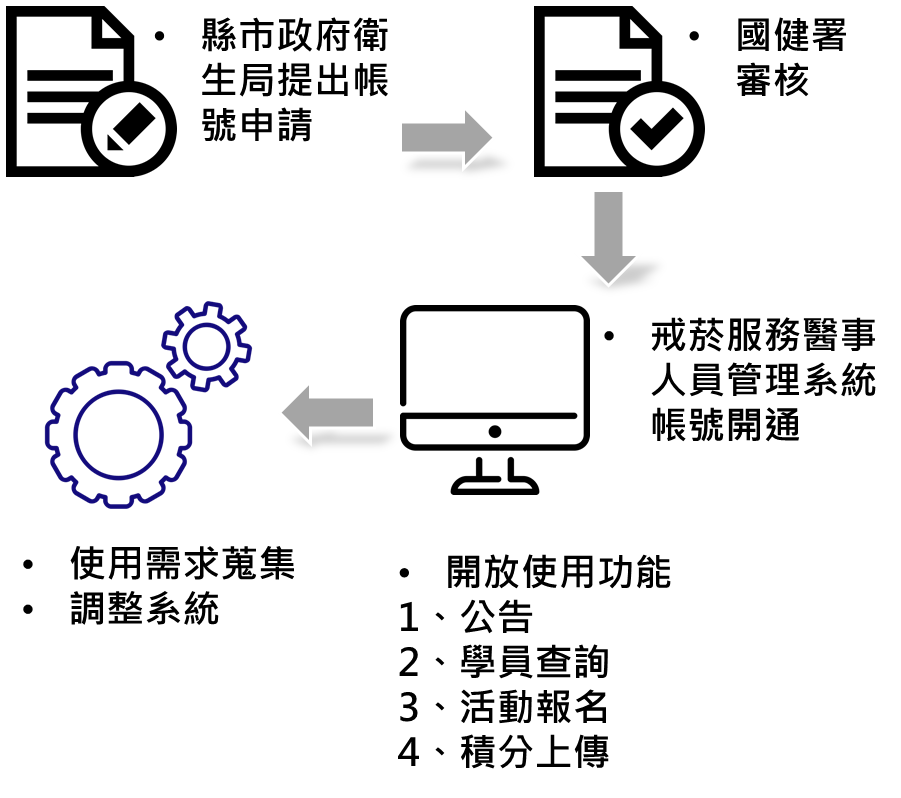 • 縣市政府衛
生局提出帳
號申請
• 國健署
審核
• 戒菸服務醫事
人員管理系統
帳號開通
• 開放使用功能
1、公告
2、學員查詢
3、活動報名
4、積分上傳
• 使用需求蒐集
• 調整系統